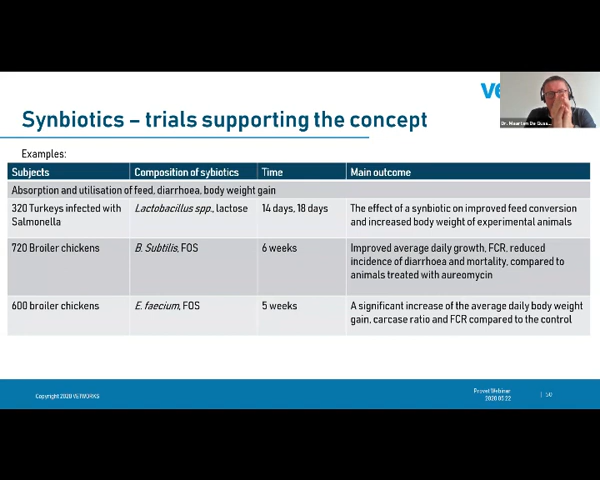 Synbiotics – trials supporting the concept
Examples:
Subjects Composition of sybiotics Time Main outcome
Absorption and utilisation of feed, diarrhoea, body weight gain
320 Turkeys infected with Lactobacillus spp., lactose 14 days, 18 days The effect of a synbiotic on improved feed conversion
Salmonella and increased body weight of experimental animals
720 Broiler chickens B. Subtilis, FOS 6 weeks Improved average daily growth, FCR, reduced
incidence of diarrhoea and mortality, compared to
animals treated with aureomycin
600 broiler chickens E. faecium, FOS 5 weeks A significant increase of the average daily body weight
gain, carcase ratio and FCR compared to the control
Copyright 2020 VETWORKS
Provet Webinar